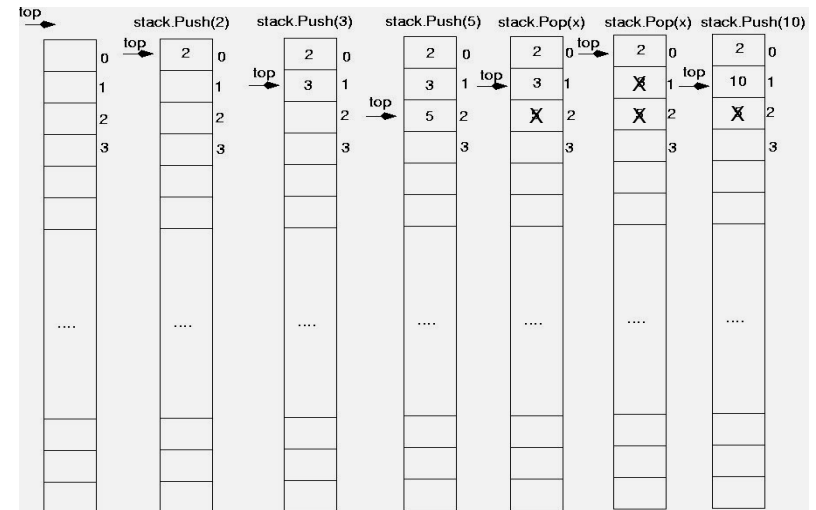 top
stack.Push(2) stack.Push(3) stack.Push(5) stack.Pop(x) stack.Pop(x) stack.Push(10)
top 2 0 2 0 2 0 2 0 top 2 0 2 0
0
1 1 top 3 1 3 1 top 3 1 1 top 10 1
2 2 2 top 5 2 2 2 2
3 3 3 3 3 3 3
.... .... .... .... .... .... ....